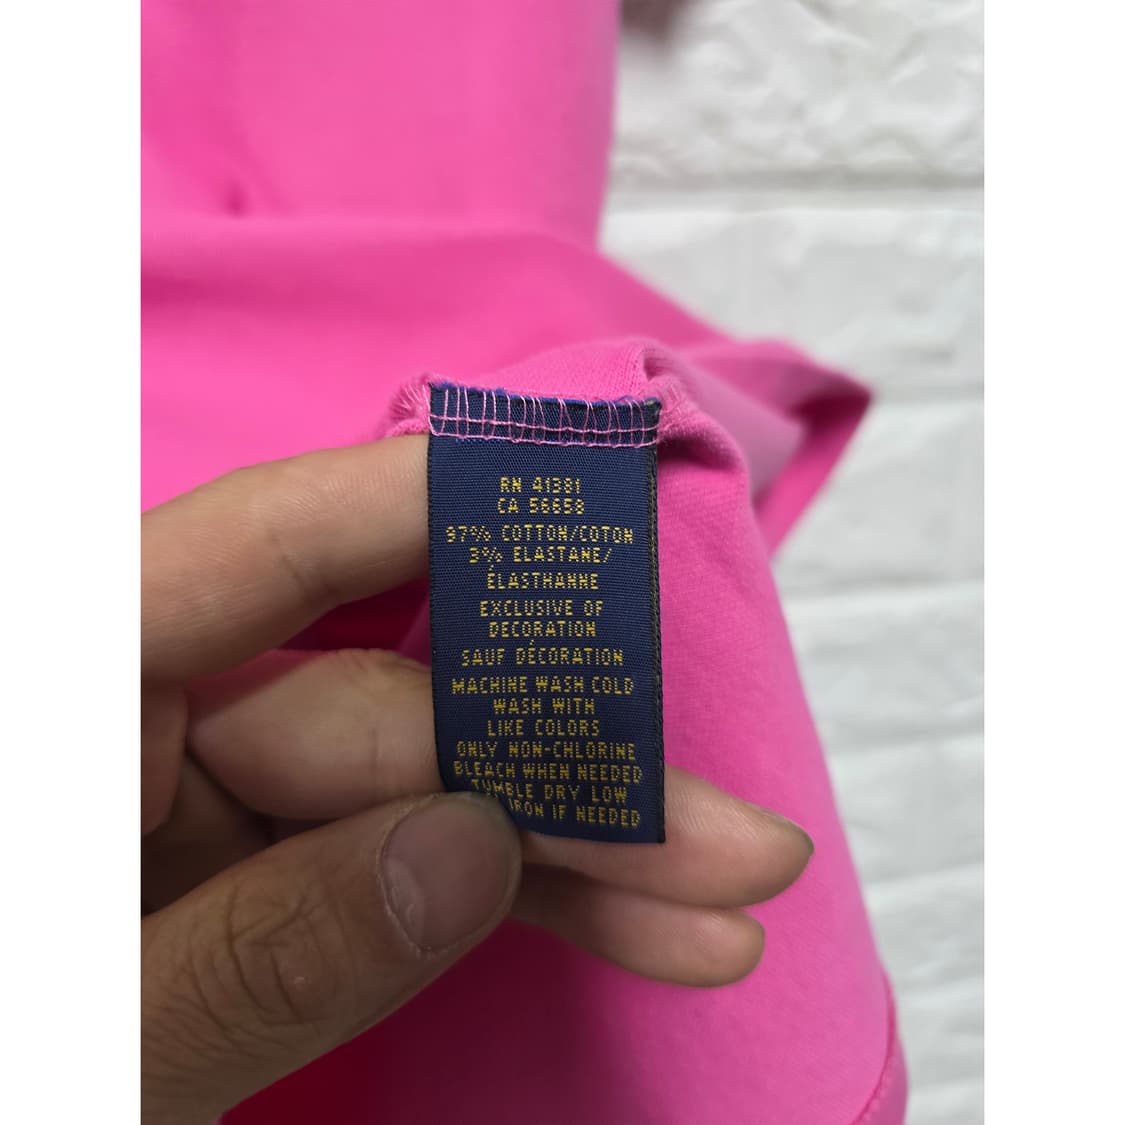 RN 41381
CA 56658
97% COTTON/COTON
3% ELASTANE/
ÉLASTHANNE
EXCLUSIVE OF
DECORATION
SAUF DÉCORATION
MACHINE WASH COLD
WASH WITH
LIKE COLORS
ONLY NON-CHLORINE
BLEACH WHEN NEEDED
TUMBLE DRY LOW
IRON IF NEEDED